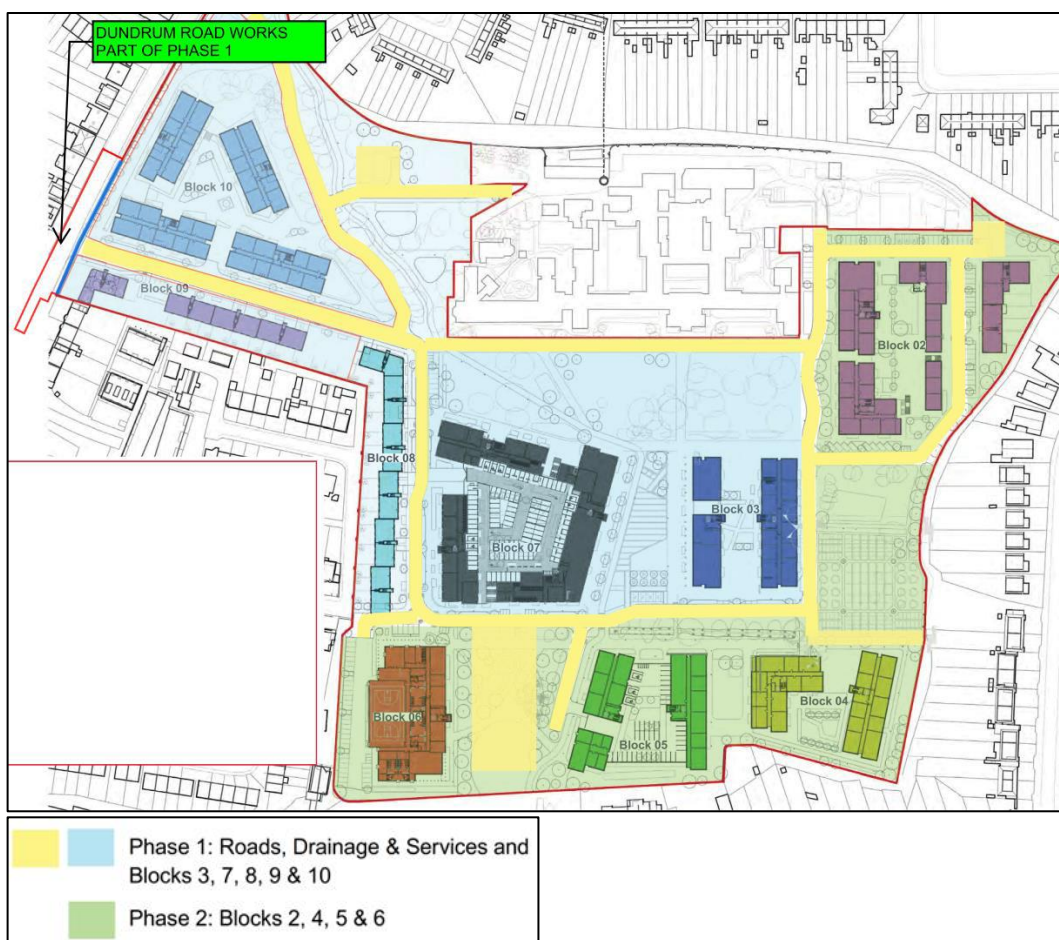 DUNDRUM ROAD WORKS
PART OF PHASE 1
Block 10
Block 09
Block 02
Block 08
Block 03
Block 07
Block 04
Block 06
Block 05
Phase 1: Roads, Drainage & Services and
Blocks 3, 7, 8, 9 & 10
Phase 2: Blocks 2, 4, 5 & 6